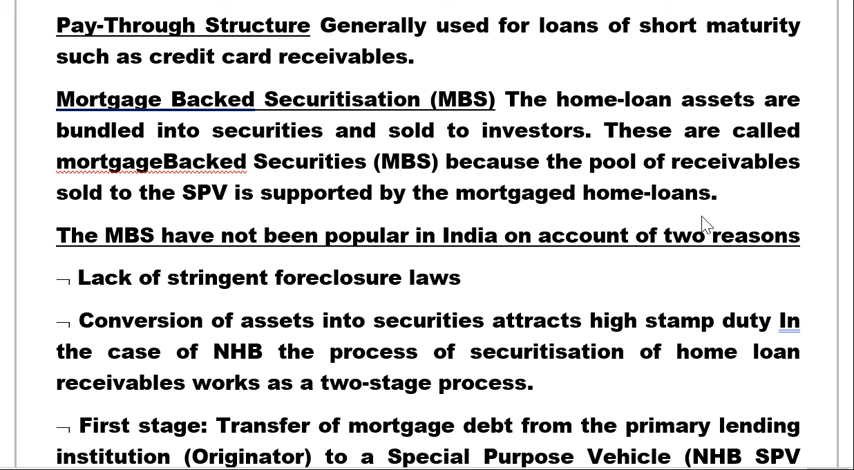 Pay-Through Structure Generally used for loans of short maturity
such as credit card receivables.
Mortgage Backed Securitisation (MBS) The home-loan assets are
bundled into securities and sold to investors. These are called
mortgageBacked Securities (MBS) because the pool of receivables
sold to the SPV is supported by the mortgaged home-loans.
The MBS have not been popular in India on account of two reasons
¬ Lack of stringent foreclosure laws
¬ Conversion of assets into securities attracts high stamp duty In
the case of NHB the process of securitisation of home loan
receivables works as a two-stage process.
¬ First stage: Transfer of mortgage debt from the primary lending
institution (Originator) to a Special Purpose Vehicle (NHB SPV